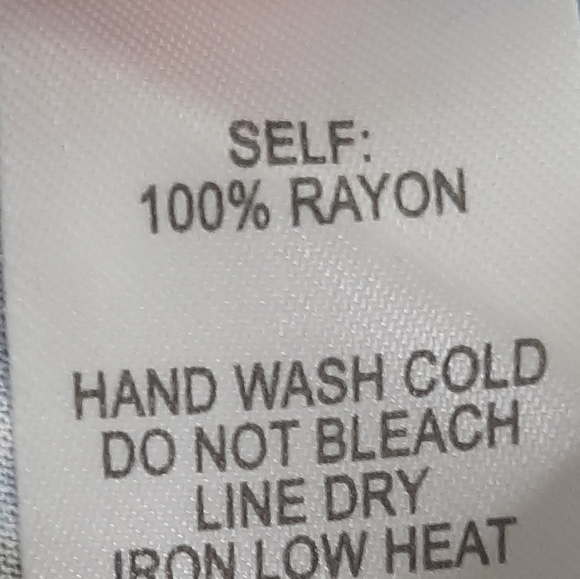 SELF:
100% RAYON
HAND WASH COLD
DO NOT BLEACH
LINE DRY
IRON LOW HEAT